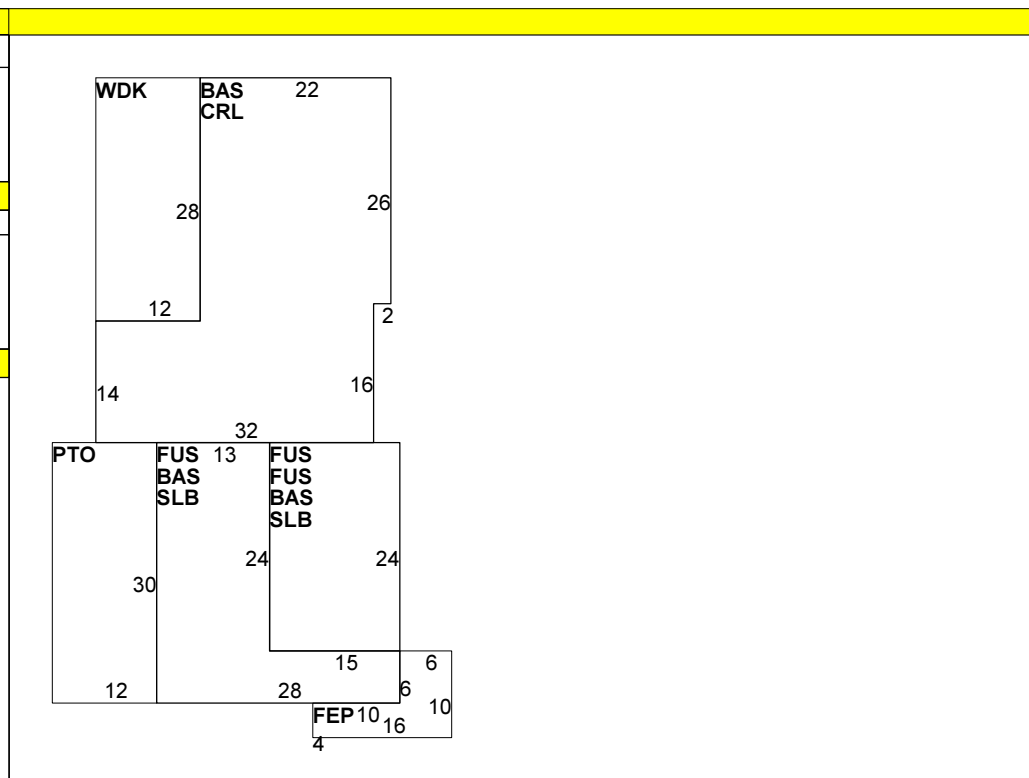 WDK BAS 22
CRL
26
28
12
2
16
14
32
PTO FUS 13 FUS
BAS FUS
SLB BAS
SLB
24 24
30
15 6
12 28 6
10
FEP 10 16
4